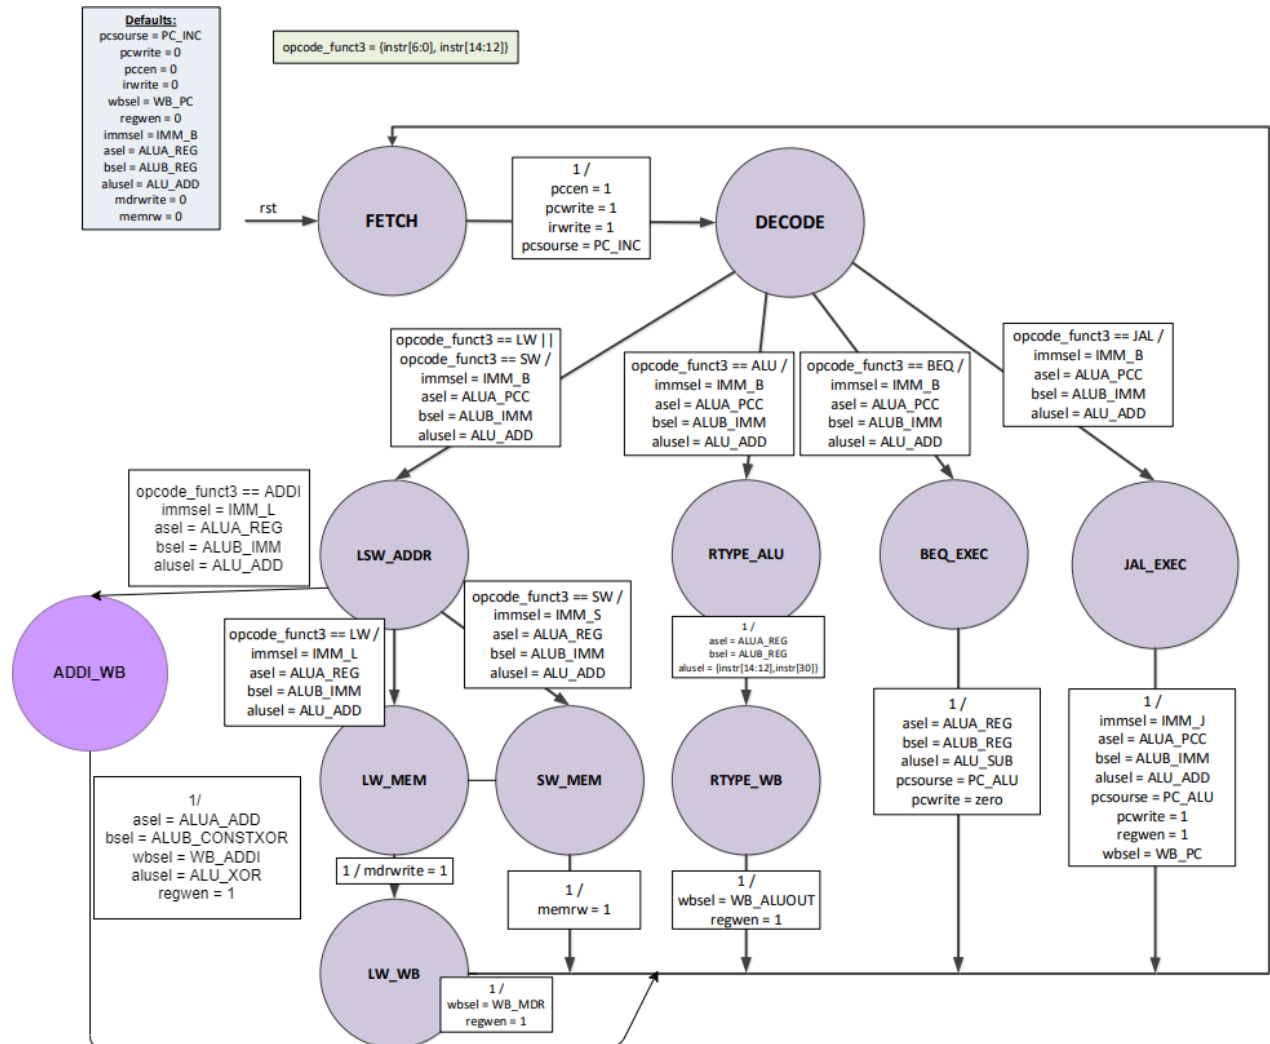 Defaults:
pcsourse = PC_INC
pcwrite = 0
pccen = 0
irwrite = 0
wbsel = WB_PC
regwen = 0
immsel = IMM_B
asel = ALUA_REG
bsel = ALUB_REG
alusel = ALU_ADD
mdrwrite = 0
memrw = 0
opcode_funct3 = {instr[6:0], instr[14:12]}
rst
FETCH
1 /
pccen = 1
pcwrite = 1
irwrite = 1
pcsourse = PC_INC
DECODE
opcode_funct3 == LW ||
opcode_funct3 == SW /
immsel = IMM_B
asel = ALUA_PCC
bsel = ALUB_IMM
alusel = ALU_ADD
opcode_funct3 == ALU /
immsel = IMM_B
asel = ALUA_PCC
bsel = ALUB_IMM
alusel = ALU_ADD
opcode_funct3 == BEQ /
immsel = IMM_B
asel = ALUA_PCC
bsel = ALUB_IMM
alusel = ALU_ADD
opcode_funct3 == JAL /
immsel = IMM_B
asel = ALUA_PCC
bsel = ALUB_IMM
alusel = ALU_ADD
opcode_funct3 == ADDI
immsel = IMM_L
asel = ALUA_REG
bsel = ALUB_IMM
alusel = ALU_ADD
LSW_ADDR
RTYPE_ALU
BEQ_EXEC
JAL_EXEC
ADDI_WB
opcode_funct3 == LW /
immsel = IMM_L
asel = ALUA_REG
bsel = ALUB_IMM
alusel = ALU_ADD
opcode_funct3 == SW /
immsel = IMM_S
asel = ALUA_REG
bsel = ALUB_IMM
alusel = ALU_ADD
1 /
asel = ALUA_REG
bsel = ALUB_REG
alusel = {instr[14:12],instr[30]}
1 /
asel = ALUA_REG
bsel = ALUB_REG
alusel = ALU_SUB
pcsourse = PC_ALU
pcwrite = zero
1 /
immsel = IMM_J
asel = ALUA_PCC
bsel = ALUB_IMM
alusel = ALU_ADD
pcsourse = PC_ALU
pcwrite = 1
regwen = 1
wbsel = WB_PC
LW_MEM
SW_MEM
RTYPE_WB
1/
asel = ALUA_ADD
bsel = ALUB_CONSTXOR
wbsel = WB_ADDI
alusel = ALU_XOR
regwen = 1
1 / mdrwrite = 1
1 /
memrw = 1
1 /
wbsel = WB_ALUOUT
regwen = 1
LW_WB
1 /
wbsel = WB_MDR
regwen = 1